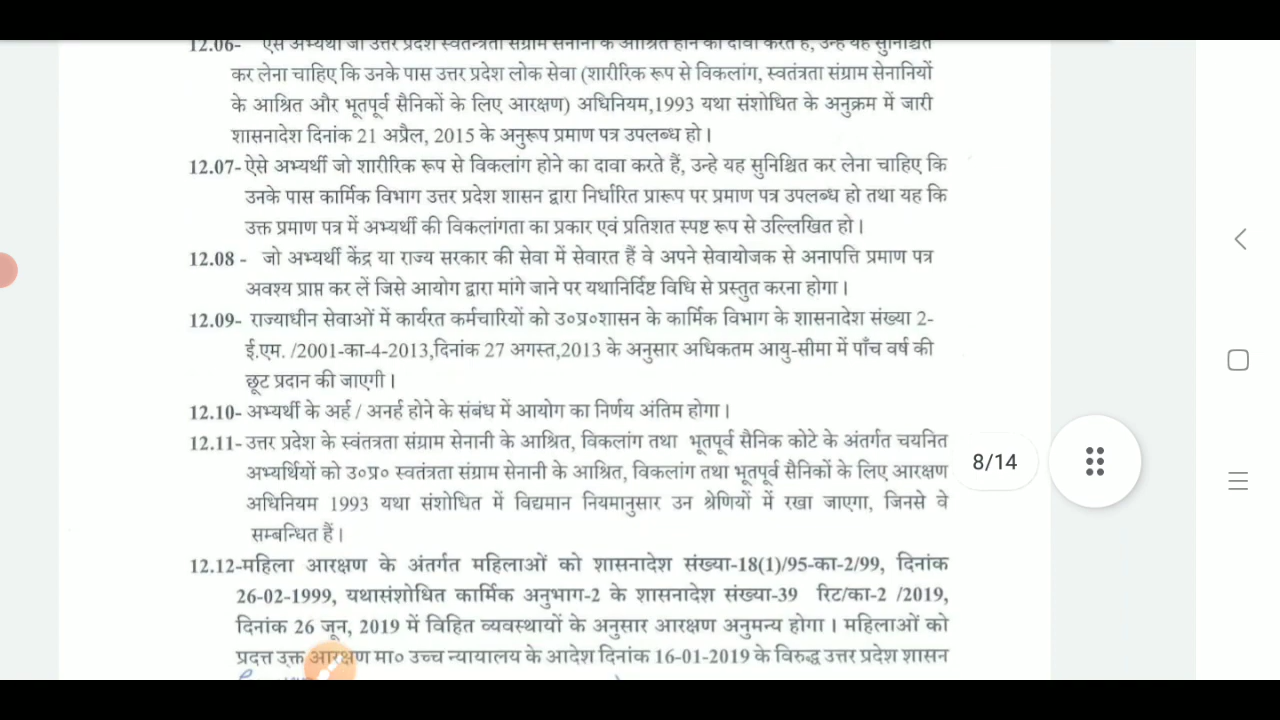 12.06- ऐसे अभ्यर्थी जो उत्तर प्रदेश स्वतन्त्रता संग्राम सेनानी के आश्रित होने का दावा करते है, उन्हे यह सुनिश्चित
कर लेना चाहिए कि उनके पास उत्तर प्रदेश लोक सेवा (शारीरिक रूप से विकलांग, स्वतंत्रता संग्राम सेनानियों
के आश्रित और भूतपूर्व सैनिकों के लिए आरक्षण) अधिनियम,1993 यथा संशोधित के अनुक्रम में जारी
शासनादेश दिनांक 21 अप्रैल, 2015 के अनुरूप प्रमाण पत्र उपलब्ध हो।
12.07- ऐसे अभ्यर्थी जो शारीरिक रूप से विकलांग होने का दावा करते हैं, उन्हे यह सुनिश्चित कर लेना चाहिए कि
उनके पास कार्मिक विभाग उत्तर प्रदेश शासन द्वारा निर्धारित प्रारूप पर प्रमाण पत्र उपलब्ध हो तथा यह कि
उक्त प्रमाण पत्र में अभ्यर्थी की विकलांगता का प्रकार एवं प्रतिशत स्पष्ट रूप से उल्लिखित हो।
12.08 - जो अभ्यर्थी केंद्र या राज्य सरकार की सेवा में सेवारत हैं वे अपने सेवायोजक से अनापत्ति प्रमाण पत्र
अवश्य प्राप्त कर लें जिसे आयोग द्वारा मांगे जाने पर यथानिर्दिष्ट विधि से प्रस्तुत करना होगा।
12.09- राज्याधीन सेवाओं में कार्यरत कर्मचारियों को उ०प्र०शासन के कार्मिक विभाग के शासनादेश संख्या 2-
ई.एम. /2001-का-4-2013,दिनांक 27 अगस्त,2013 के अनुसार अधिकतम आयु-सीमा में पाँच वर्ष की
छूट प्रदान की जाएगी।
12.10- अभ्यर्थी के अर्ह / अनर्ह होने के संबंध में आयोग का निर्णय अंतिम होगा।
12.11- उत्तर प्रदेश के स्वंतत्रता संग्राम सेनानी के आश्रित, विकलांग तथा भूतपूर्व सैनिक कोटे के अंतर्गत चयनित
अभ्यर्थियों को उ०प्र० स्वतंत्रता संग्राम सेनानी के आश्रित, विकलांग तथा भूतपूर्व सैनिकों के लिए आरक्षण
अधिनियम 1993 यथा संशोधित में विद्यमान नियमानुसार उन श्रेणियों में रखा जाएगा, जिनसे वे
सम्बन्धित हैं।
8/14
12.12-महिला आरक्षण के अंतर्गत महिलाओं को शासनादेश संख्या-18(1)/95-का-2/99, दिनांक
26-02-1999, यथासंशोधित कार्मिक अनुभाग-2 के शासनादेश संख्या-39 रिट/का-2 /2019,
दिनांक 26 जून, 2019 में विहित व्यवस्थायों के अनुसार आरक्षण अनुमन्य होगा। महिलाओं को
प्रदत्त उक्त आरक्षण मा० उच्च न्यायालय के आदेश दिनांक 16-01-2019 के विरुद्ध उत्तर प्रदेश शासन